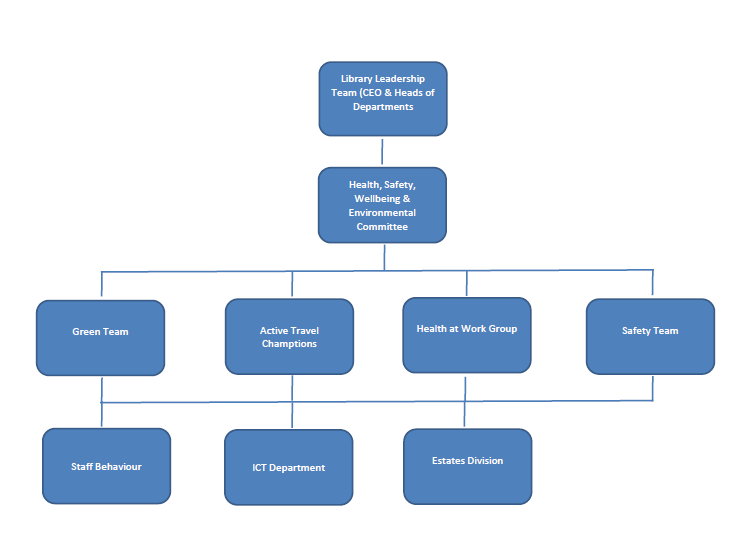 Library Leadership
Team (CEO & Heads of
Departments
Health, Safety,
Wellbeing &
Environmental
Committee
Green Team
Active Travel
Champtions
Health at Work Group
Safety Team
Staff Behaviour
ICT Department
Estates Division